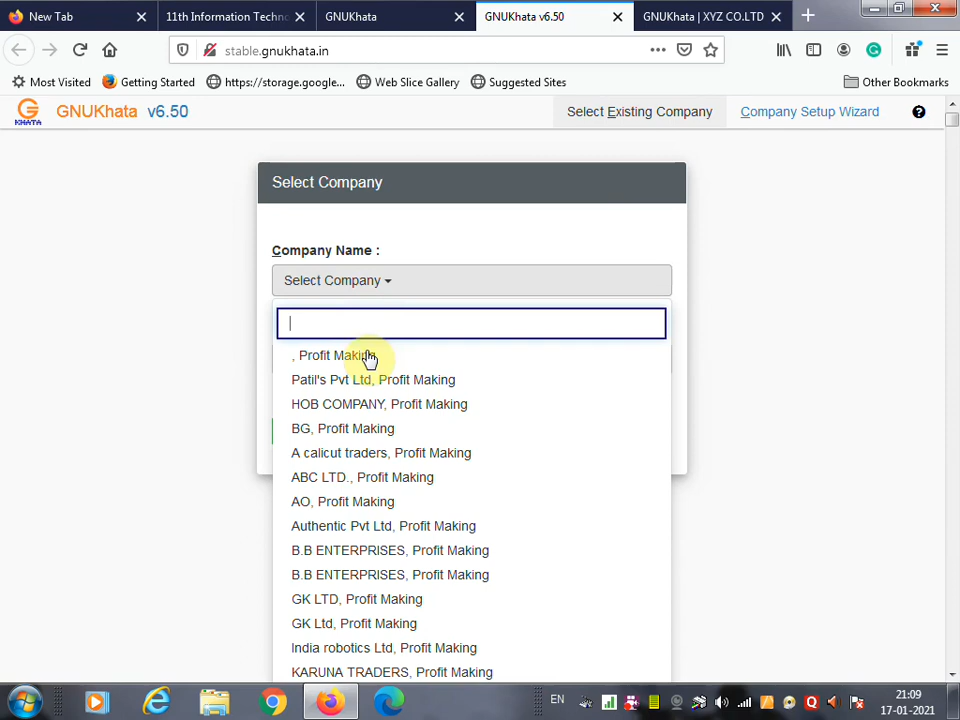 New Tab
11th Information Techno
GNUKhata
GNUKhata v6.50
GNUKhata | XYZ CO.LTD
stable.gnukhata.in
Most Visited
Getting Started
https://storage.google...
Web Slice Gallery
Suggested Sites
Other Bookmarks
KHATA
GNUKhata v6.50
Select Existing Company
Company Setup Wizard
Select Company
Company Name :
Select Company
, Profit Making
Patil's Pvt Ltd, Profit Making
HOB COMPANY, Profit Making
BG, Profit Making
A calicut traders, Profit Making
ABC LTD., Profit Making
AO, Profit Making
Authentic Pvt Ltd, Profit Making
B.B ENTERPRISES, Profit Making
B.B ENTERPRISES, Profit Making
GK LTD, Profit Making
GK Ltd, Profit Making
India robotics Ltd, Profit Making
KARUNA TRADERS, Profit Making
EN
21:09
17-01-2021